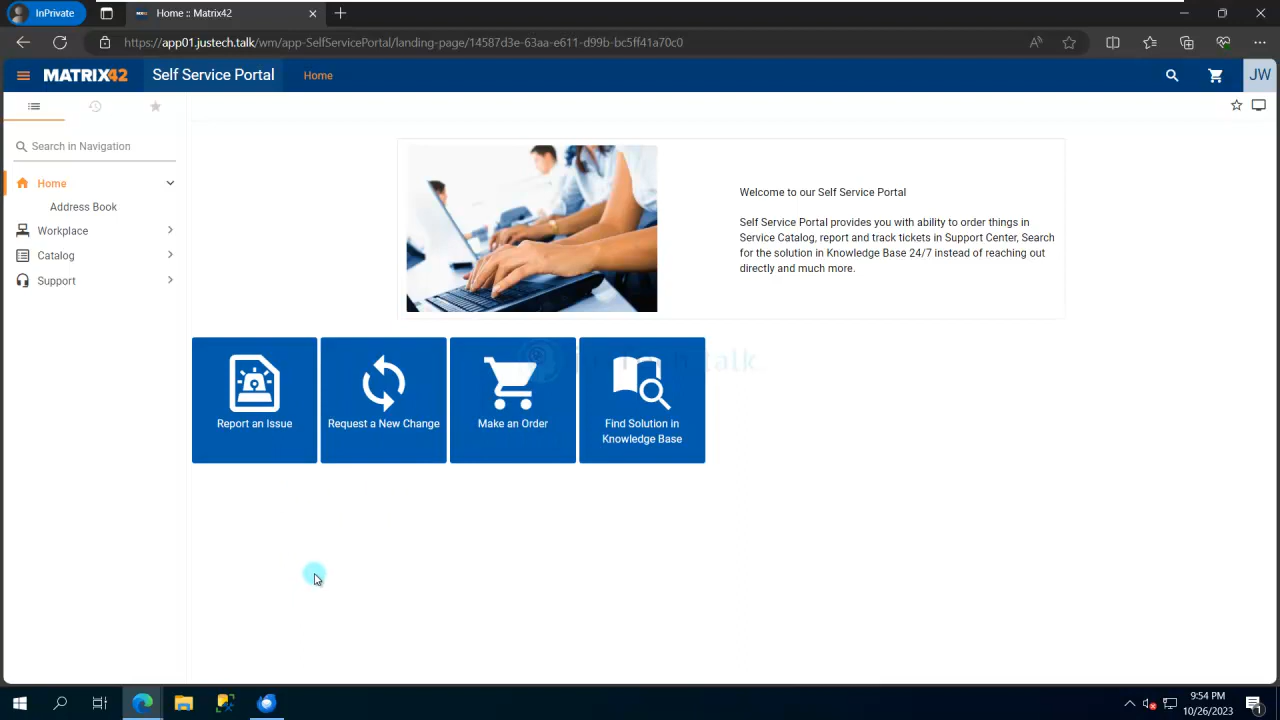 InPrivate
Home :: Matrix42
https://app01.justech.talk/wm/app-SelfServicePortal/landing-page/14587d3e-63aa-e611-d99b-bc5ff41a70c0
MATRIX42
Self Service Portal
Home
JW
Search in Navigation
Home
Address Book
Workplace
Catalog
Support
Welcome to our Self Service Portal
Self Service Portal provides you with ability to order things in
Service Catalog, report and track tickets in Support Center, Search
for the solution in Knowledge Base 24/7 instead of reaching out
directly and much more.
Report an Issue
Request a New Change
Make an Order
Find Solution in
Knowledge Base
talk
9:54 PM
10/26/2023
1